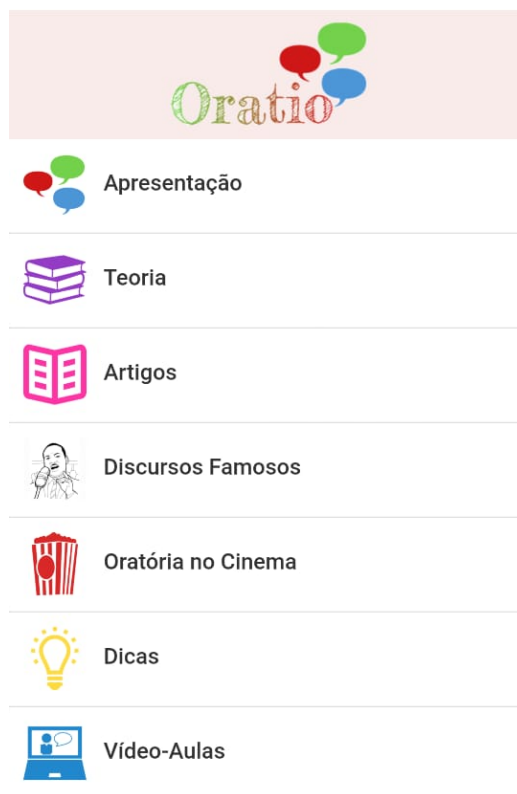 Oratio
Apresentação
Teoria
Artigos
Discursos Famosos
Oratória no Cinema
Dicas
Vídeo-Aulas